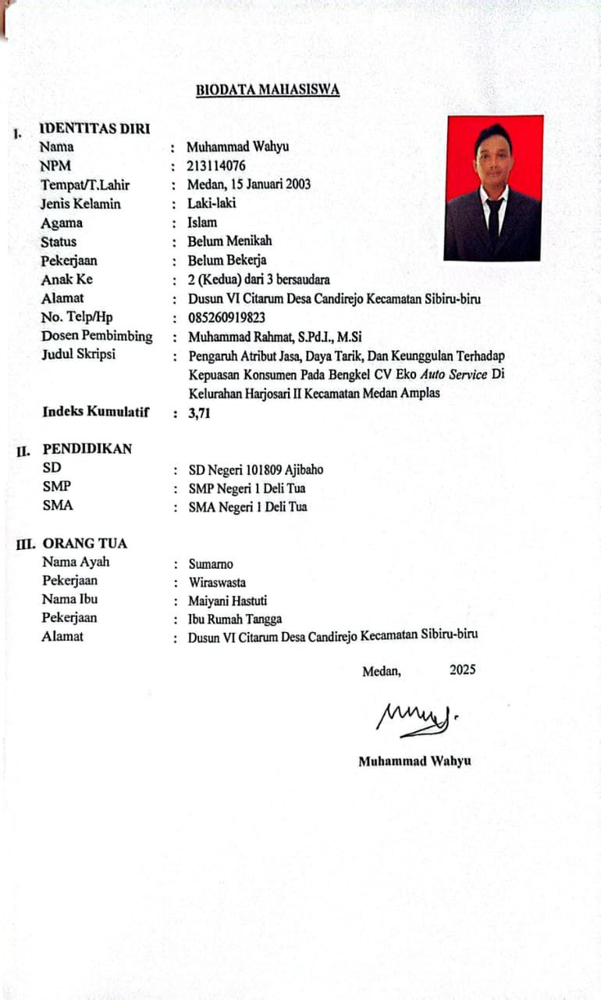 BIODATA MAHASISWA
I. IDENTITAS DIRI
Nama : Muhammad Wahyu
NPM : 213114076
Tempat/T.Lahir : Medan, 15 Januari 2003
Jenis Kelamin : Laki-laki
Agama : Islam
Status : Belum Menikah
Pekerjaan : Belum Bekerja
Anak Ke : 2 (Kedua) dari 3 bersaudara
Alamat : Dusun VI Citarum Desa Candirejo Kecamatan Sibiru-biru
No. Telp/Hp : 085260919823
Dosen Pembimbing : Muhammad Rahmat, S.Pd.I., M.Si
Judul Skripsi : Pengaruh Atribut Jasa, Daya Tarik, Dan Keunggulan Terhadap
Kepuasan Konsumen Pada Bengkel CV Eko Auto Service Di
Kelurahan Harjosari II Kecamatan Medan Amplas
Indeks Kumulatif : 3,71
II. PENDIDIKAN
SD : SD Negeri 101809 Ajibaho
SMP : SMP Negeri 1 Deli Tua
SMA : SMA Negeri 1 Deli Tua
III. ORANG TUA
Nama Ayah : Sumarno
Pekerjaan : Wiraswasta
Nama Ibu : Maiyani Hastuti
Pekerjaan : Ibu Rumah Tangga
Alamat : Dusun VI Citarum Desa Candirejo Kecamatan Sibiru-biru
Medan, 2025
Muhammad Wahyu